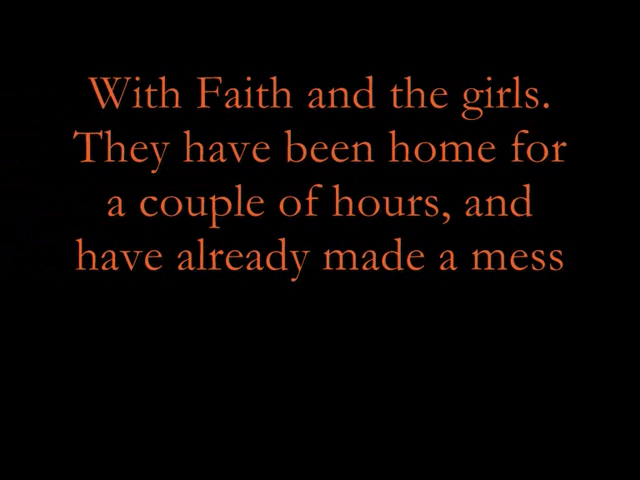 With Faith and the girls.
They have been home for
a couple of hours, and
have already made a mess